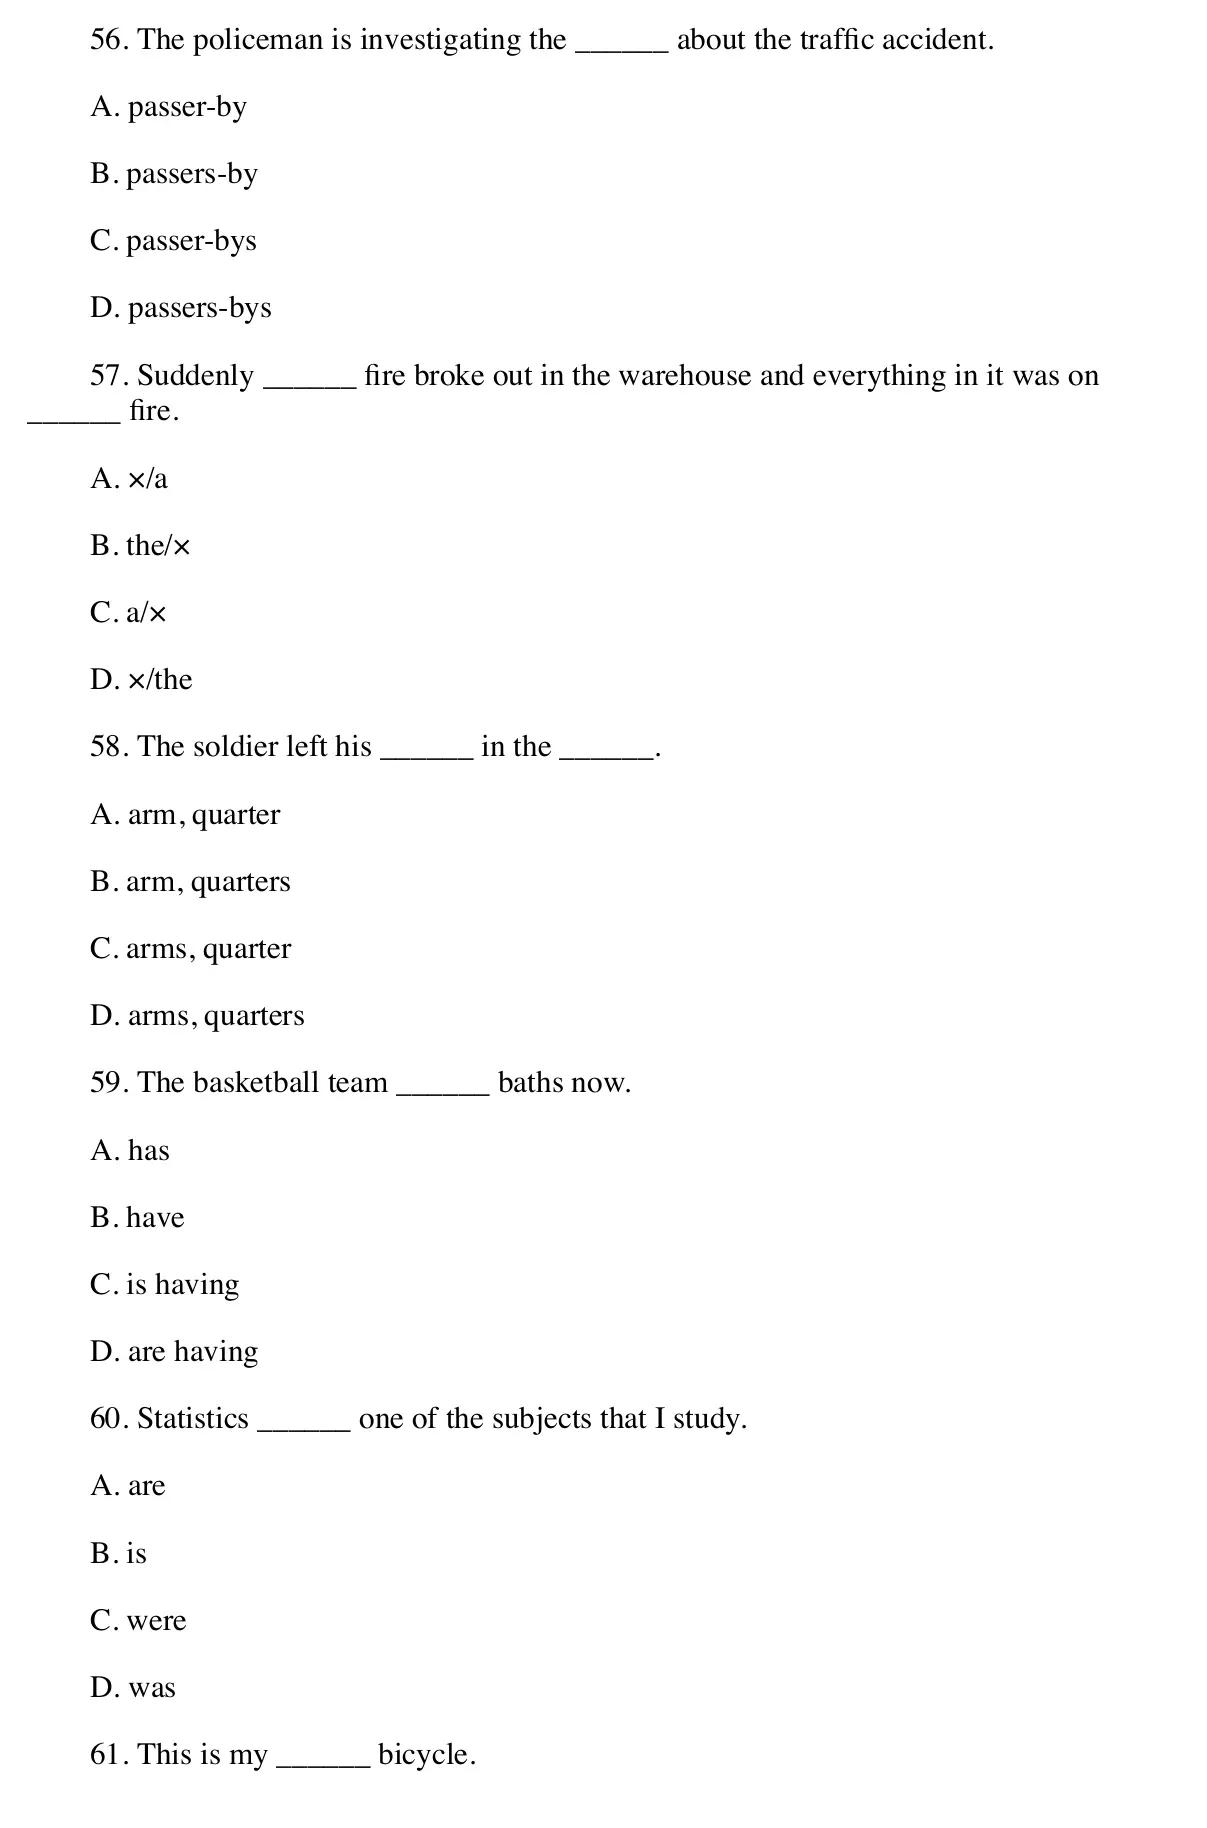 56. The policeman is investigating the ______ about the traffic accident.
A. passer-by
B. passers-by
C. passer-bys
D. passers-bys
57. Suddenly ______ fire broke out in the warehouse and everything in it was on
______ fire.
A. ×/a
B. the/×
C. a/×
D. ×/the
58. The soldier left his ______ in the ______.
A. arm, quarter
B. arm, quarters
C. arms, quarter
D. arms, quarters
59. The basketball team ______ baths now.
A. has
B. have
C. is having
D. are having
60. Statistics ______ one of the subjects that I study.
A. are
B. is
C. were
D. was
61. This is my ______ bicycle.